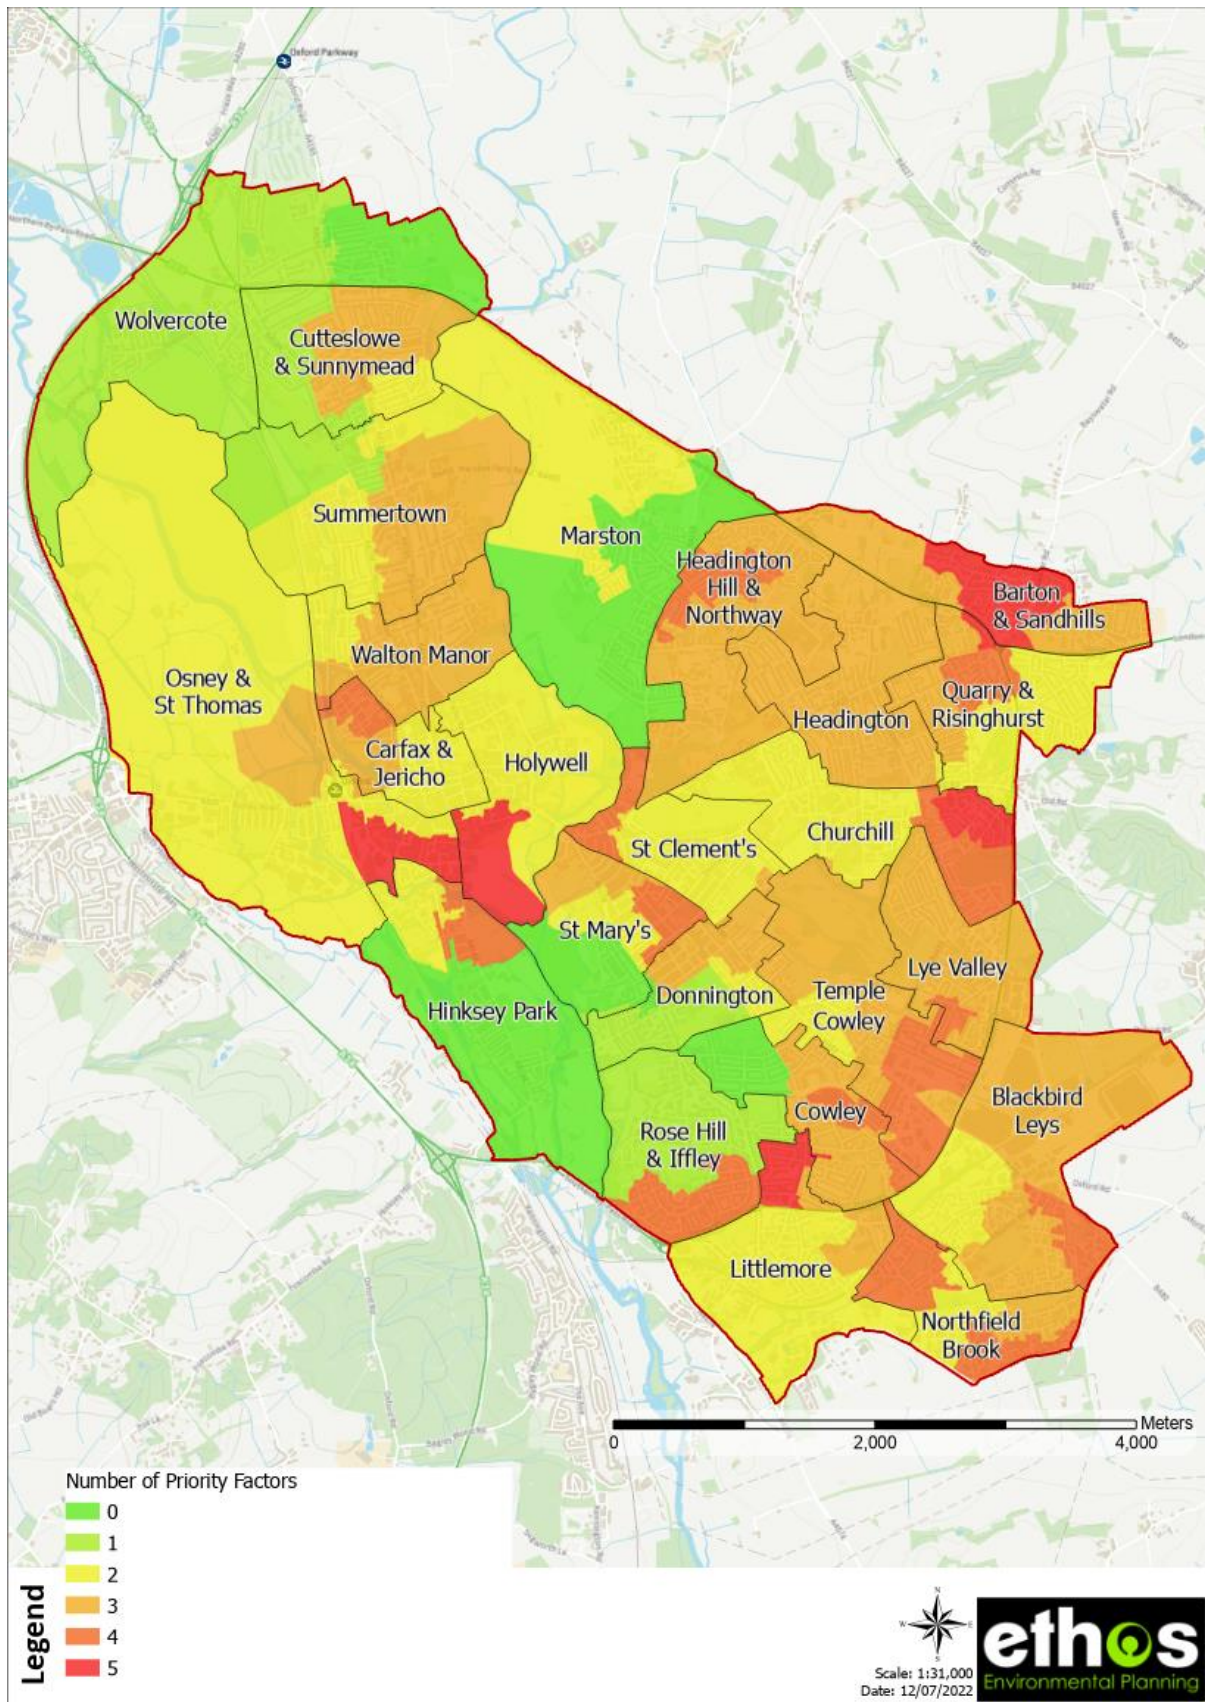 Oxford Parkway
Wolvercote
Cutteslowe
& Sunnymead
Summertown
Marston
Headington
Hill &
Northway
Barton
& Sandhills
Walton Manor
Osney &
St Thomas
Quarry &
Risinghurst
Headington
Carfax &
Jericho
Holywell
St Clement's
Churchill
St Mary's
Lye Valley
Donnington
Temple
Cowley
Hinksey Park
Blackbird
Leys
Cowley
Rose Hill
& Iffley
Littlemore
Northfield
Brook
Meters
0
2,000
4,000
Number of Priority Factors
0
1
2
3
4
5
Legend
N
W
E
S
Scale: 1:31,000
Date: 12/07/2022
ethos
Environmental Planning